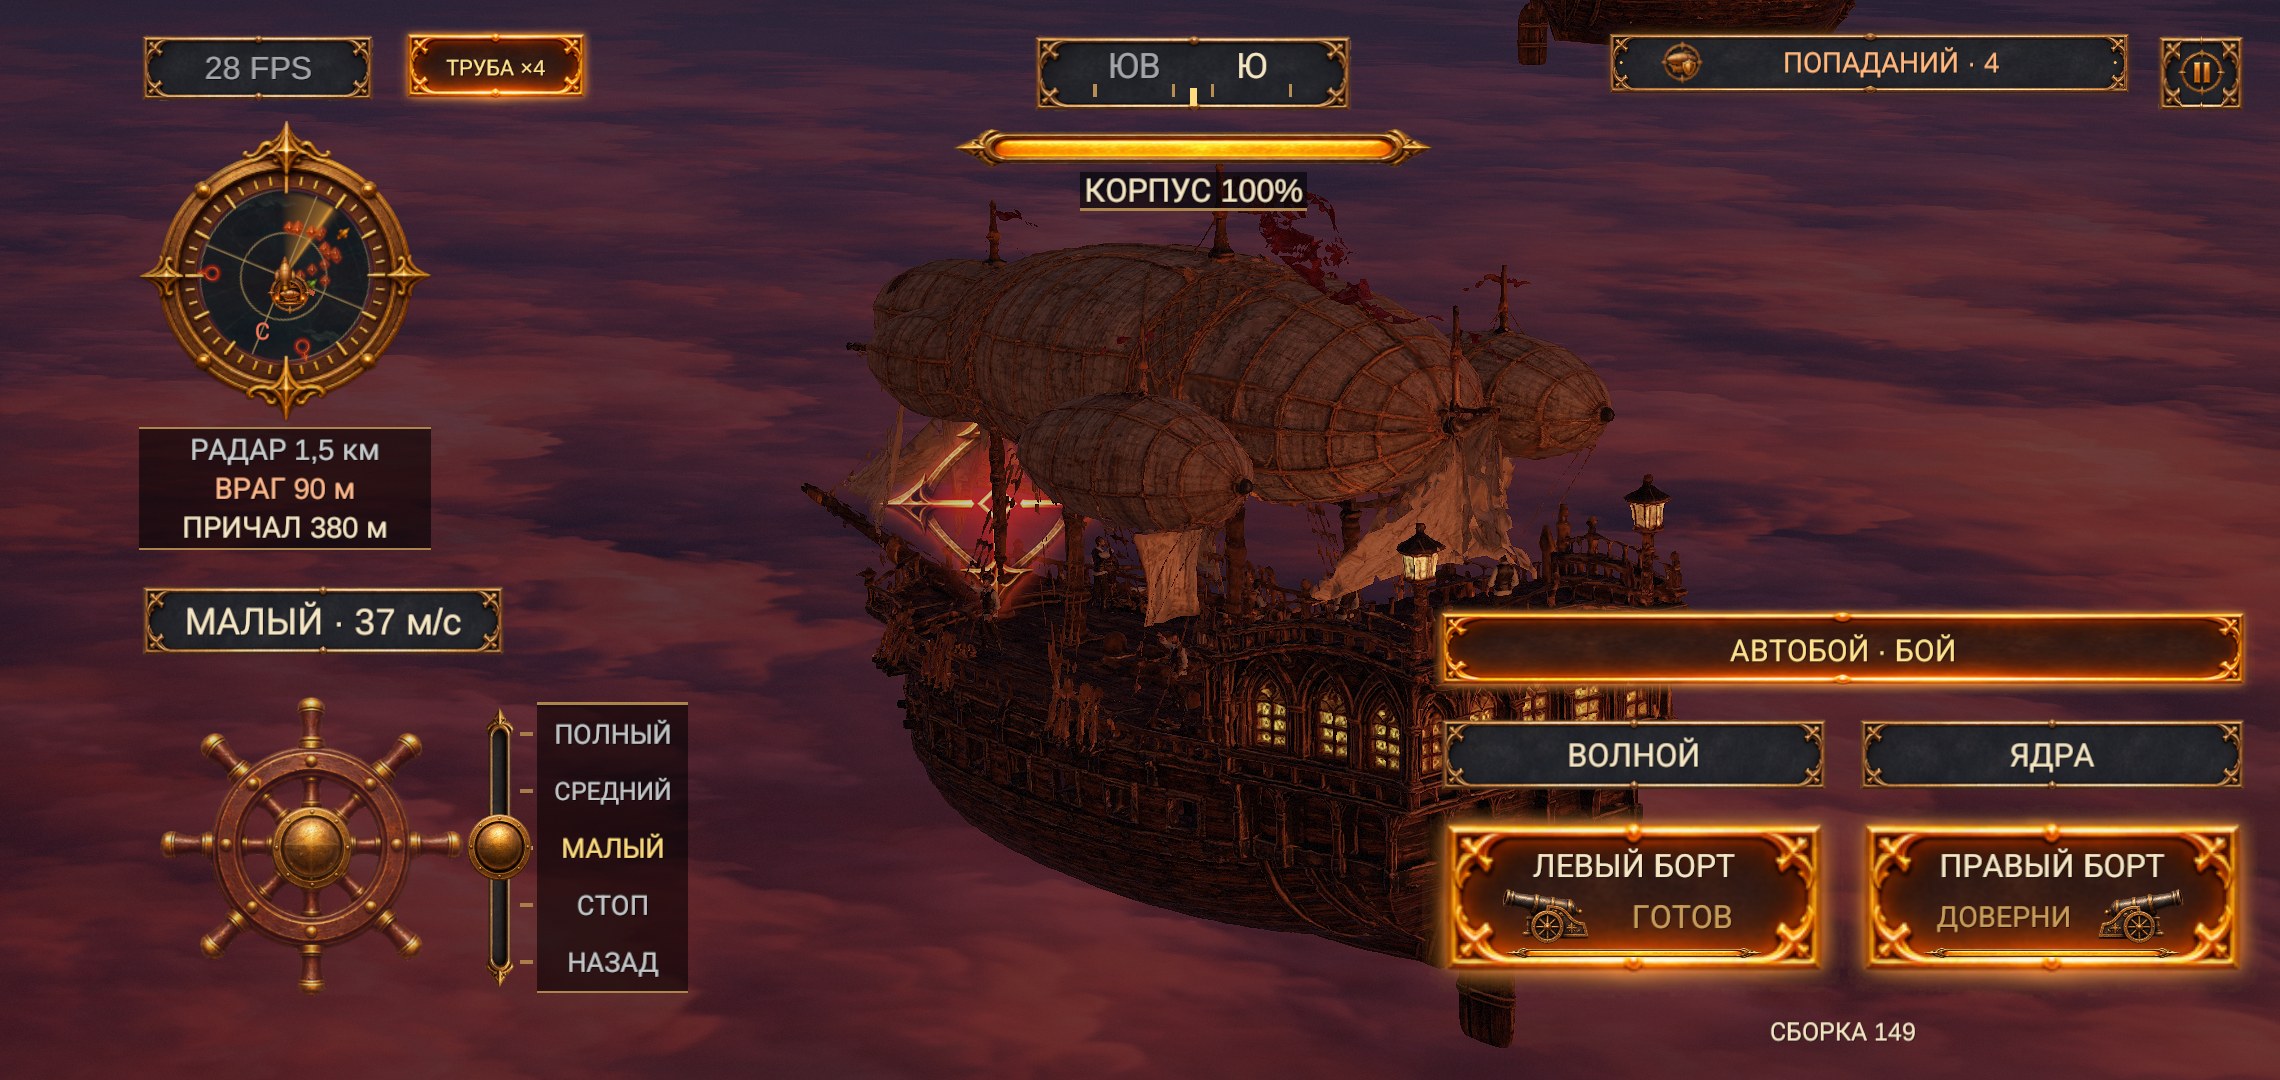 28 FPS
ТРУБА ×4
ЮВ Ю
ПОПАДАНИЙ · 4
КОРПУС 100%
С
РАДАР 1,5 км
ВРАГ 90 м
ПРИЧАЛ 380 м
МАЛЫЙ · 37 м/с
ПОЛНЫЙ
СРЕДНИЙ
МАЛЫЙ
СТОП
НАЗАД
АВТОБОЙ · БОЙ
ВОЛНОЙ
ЯДРА
ЛЕВЫЙ БОРТ
ГОТОВ
ПРАВЫЙ БОРТ
ДОВЕРНИ
СБОРКА 149